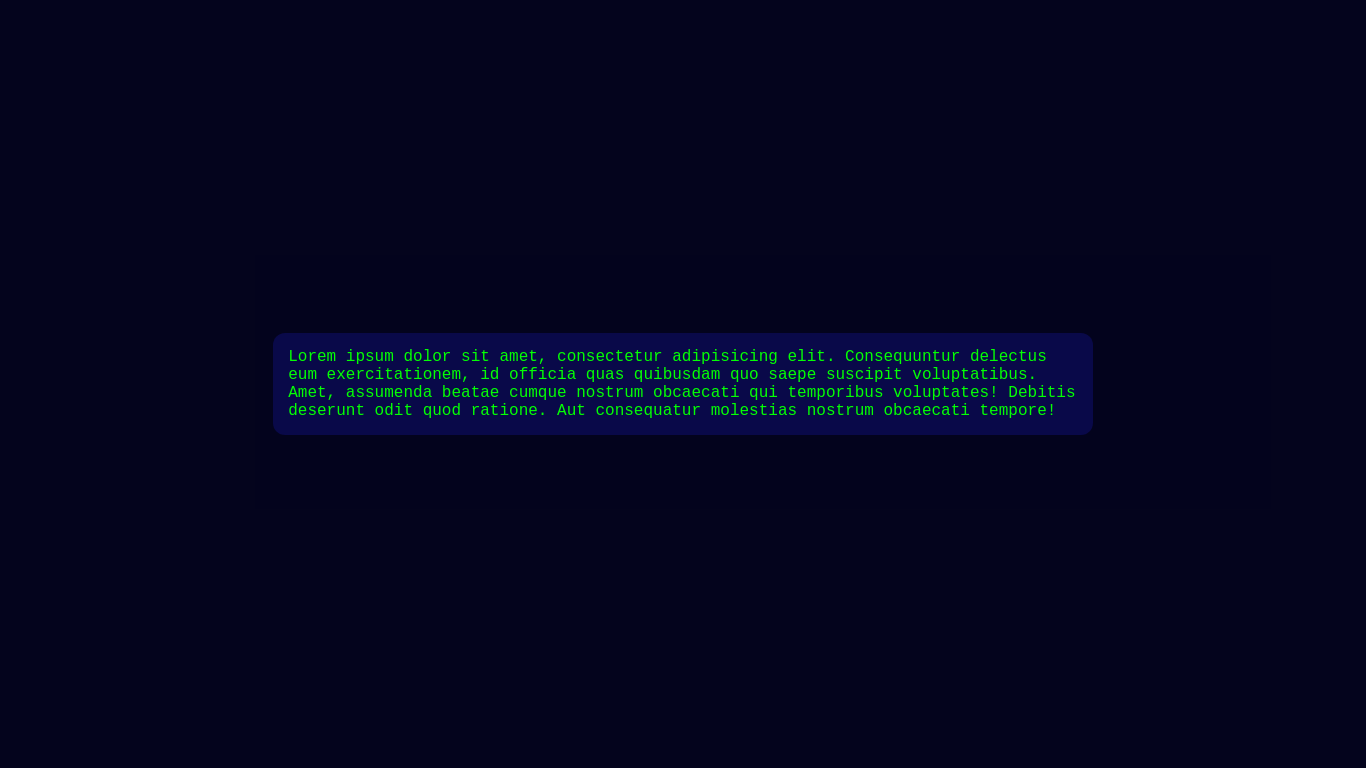 Lorem ipsum dolor sit amet, consectetur adipisicing elit. Consequuntur delectus
eum exercitationem, id officia quas quibusdam quo saepe suscipit voluptatibus.
Amet, assumenda beatae cumque nostrum obcaecati qui temporibus voluptates! Debitis
deserunt odit quod ratione. Aut consequatur molestias nostrum obcaecati tempore!